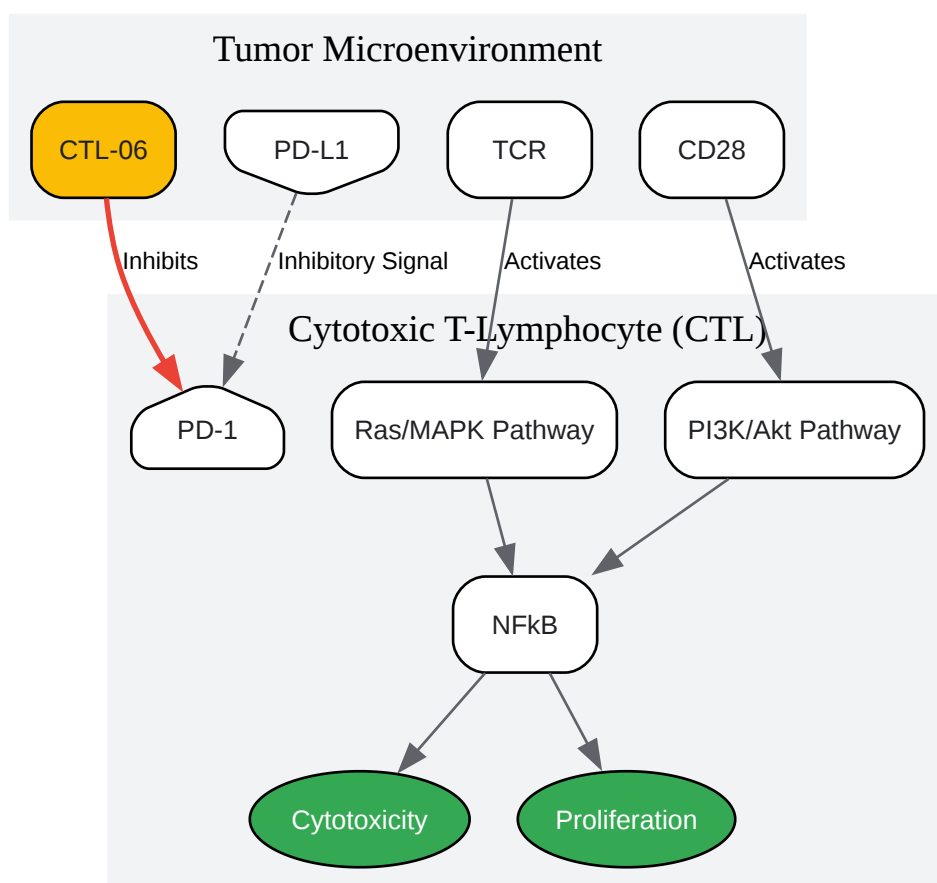 Tumor Microenvironment
CTL-06
PD-L1
TCR
CD28
Inhibits
Inhibitory Signal
Activates
Activates
Cytotoxic T-Lymphocyte (CTL)
PD-1
Ras/MAPK Pathway
PI3K/Akt Pathway
NFkB
Cytotoxicity
Proliferation